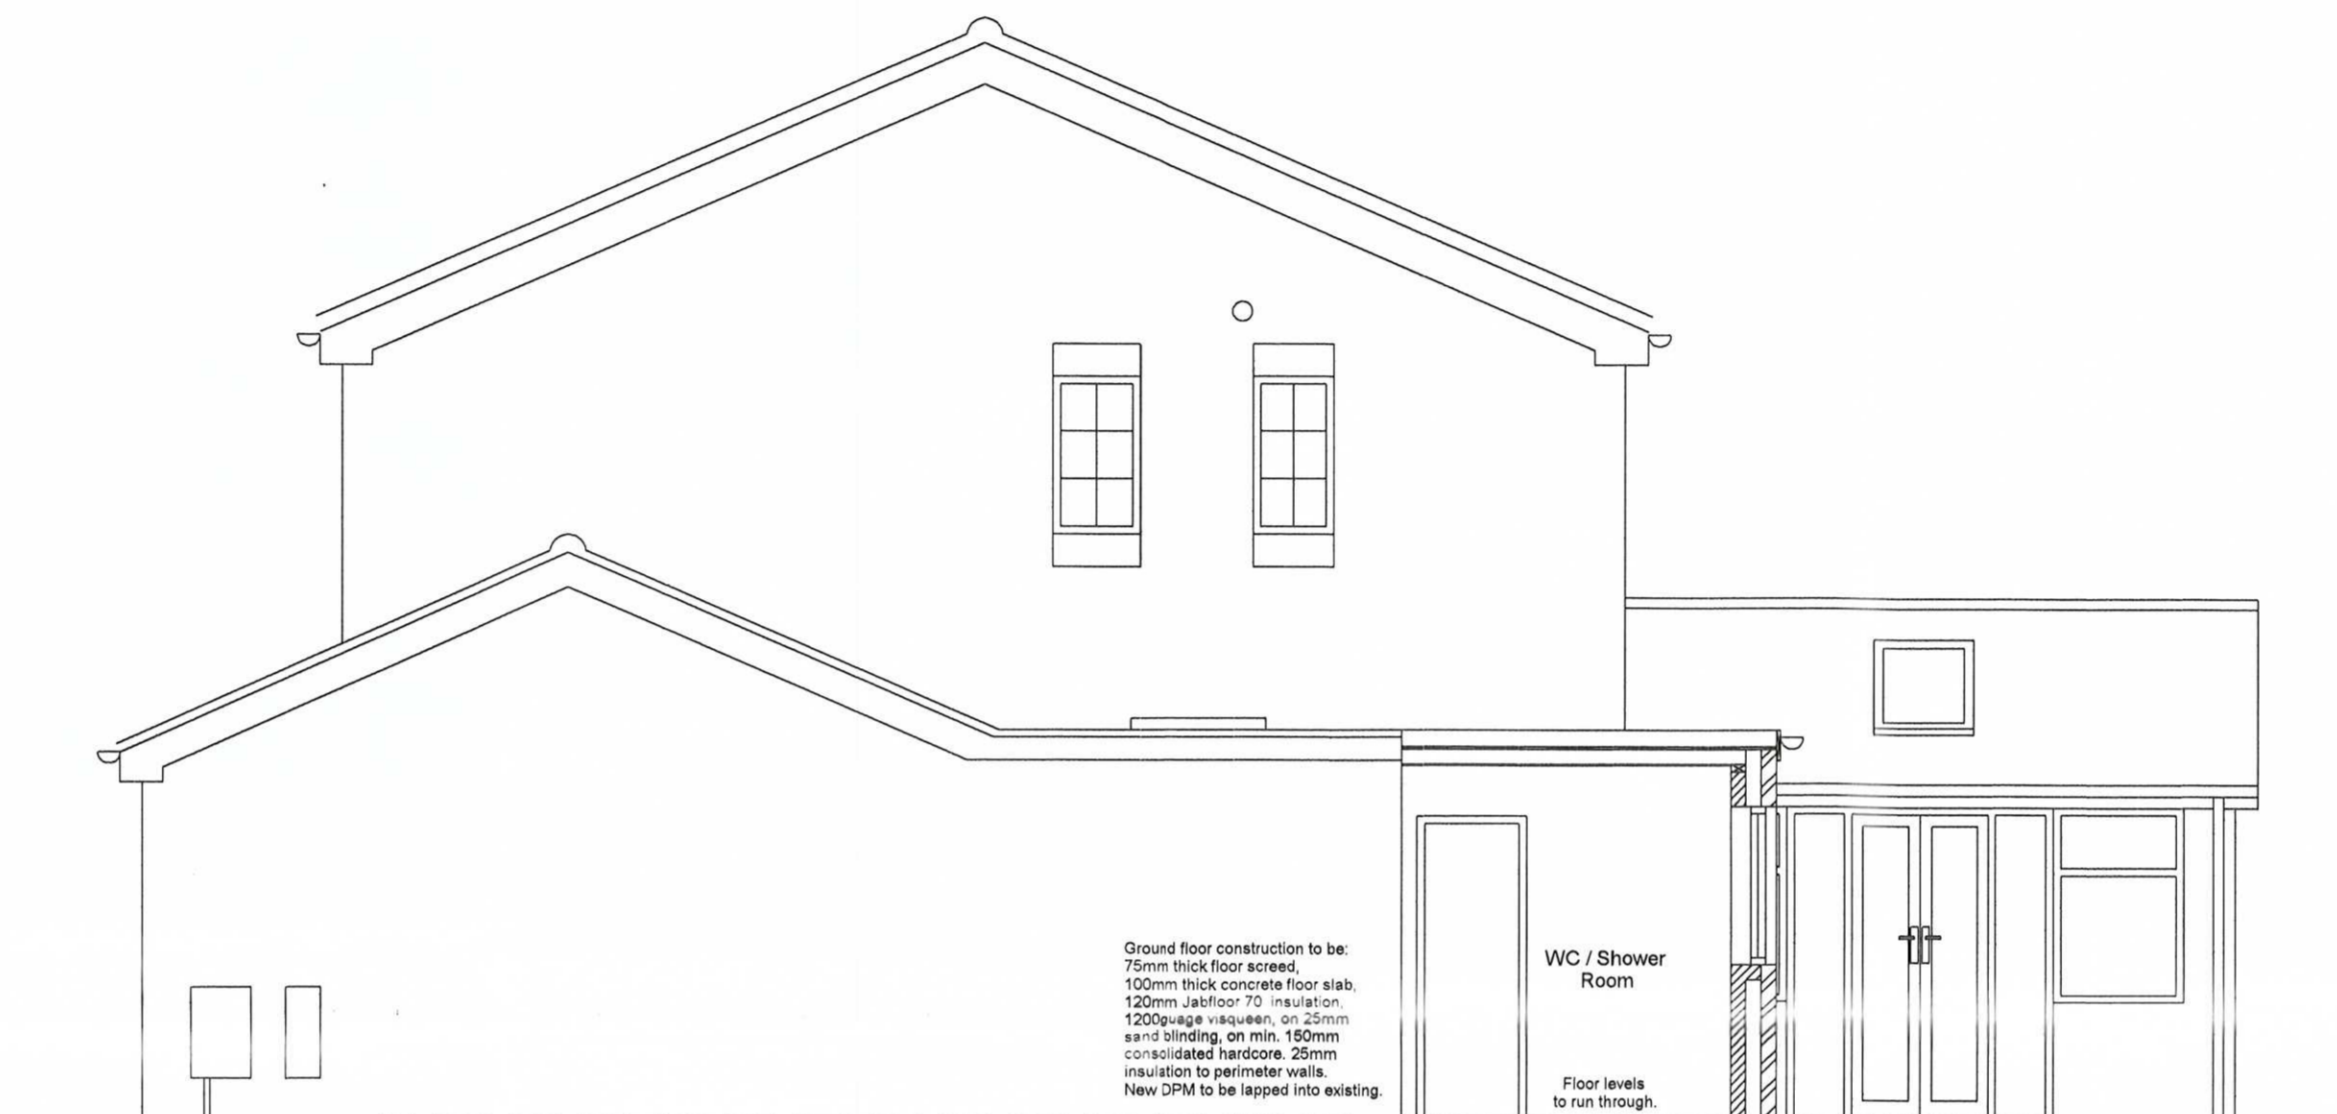 Ground floor construction to be:
75mm thick floor screed,
100mm thick concrete floor slab,
120mm Jabfloor 70 insulation,
1200guage visqueen, on 25mm
sand blinding, on min. 150mm
consolidated hardcore. 25mm
insulation to perimeter walls.
New DPM to be lapped into existing.
WC / Shower
Room
Floor levels
to run through.